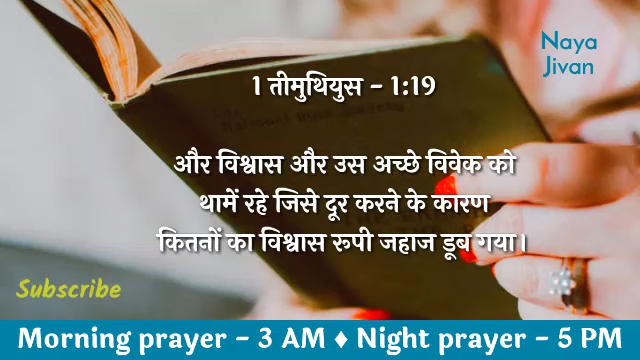 Naya
Jivan
1 तीमुथियुस - 1:19
और विश्वास और उस अच्छे विवेक को
थामें रहे जिसे दूर करने के कारण
कितनों का विश्वास रूपी जहाज डूब गया।
Subscribe
Morning prayer - 3 AM ♦ Night prayer - 5 PM